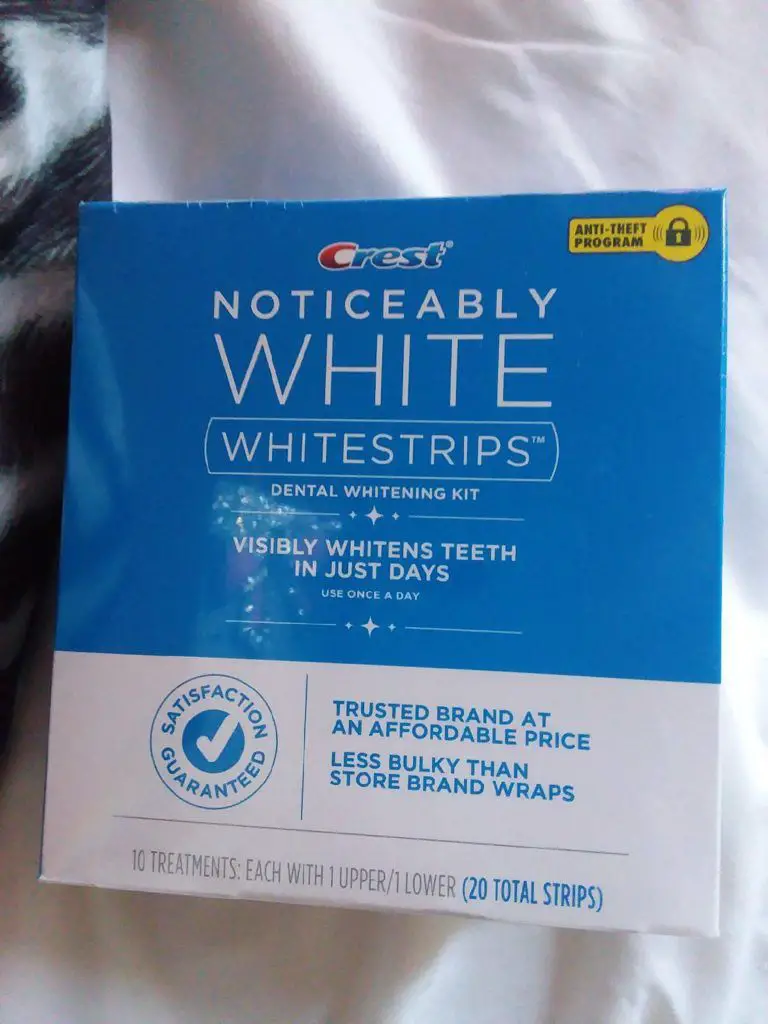 ANTI-THEFT
PROGRAM
Crest®
NOTICEABLY
WHITE
WHITESTRIPS™
DENTAL WHITENING KIT
VISIBLY WHITENS TEETH
IN JUST DAYS
USE ONCE A DAY
SATISFACTION
GUARANTEED
TRUSTED BRAND AT
AN AFFORDABLE PRICE
LESS BULKY THAN
STORE BRAND WRAPS
10 TREATMENTS: EACH WITH 1 UPPER/1 LOWER (20 TOTAL STRIPS)